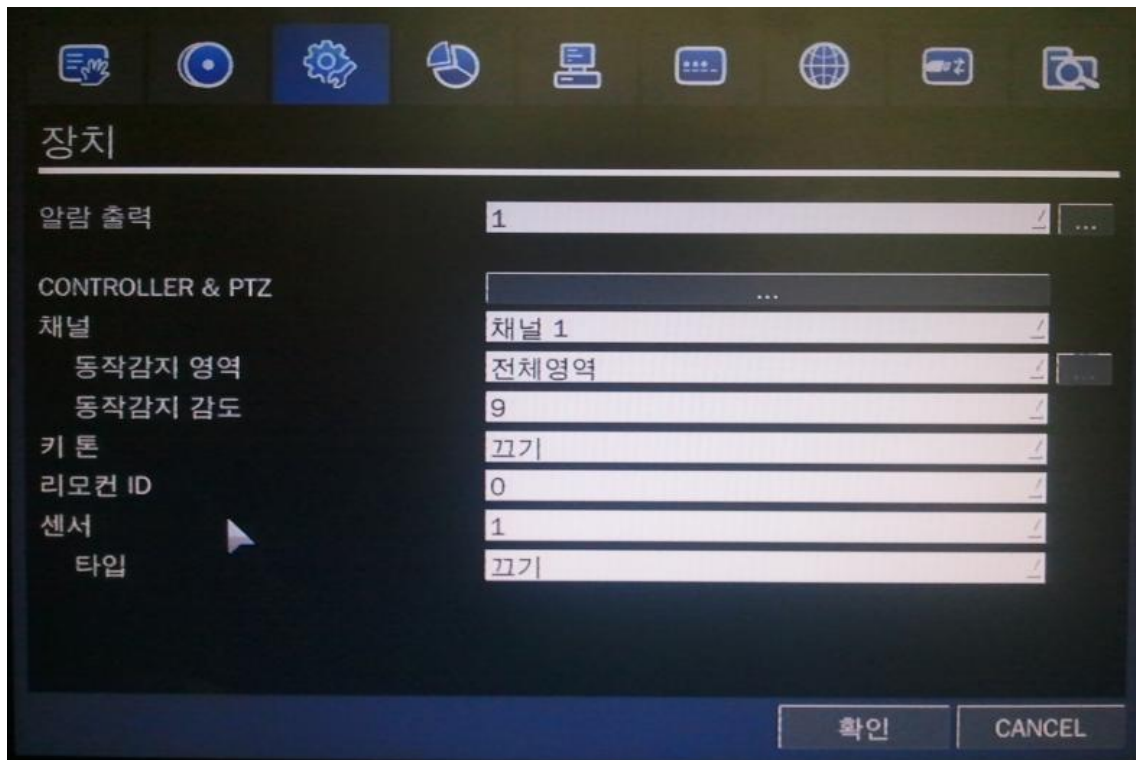 장치
알람 출력 1 ...
CONTROLLER & PTZ ...
채널 채널 1
동작감지 영역 전체영역 ...
동작감지 감도 9
키 톤 끄기
리모컨 ID 0
센서 1
타입 끄기
확인 CANCEL